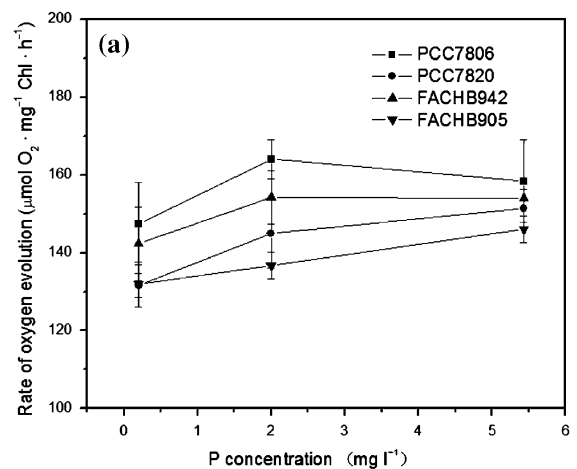 (a)
PCC7806
PCC7820
FACHB942
FACHB905
200
180
160
140
120
100
0
1
2
3
4
5
6
Rate of oxygen evolution (μmol O₂ · mg⁻¹ Chl · h⁻¹)
P concentration (mg l⁻¹)